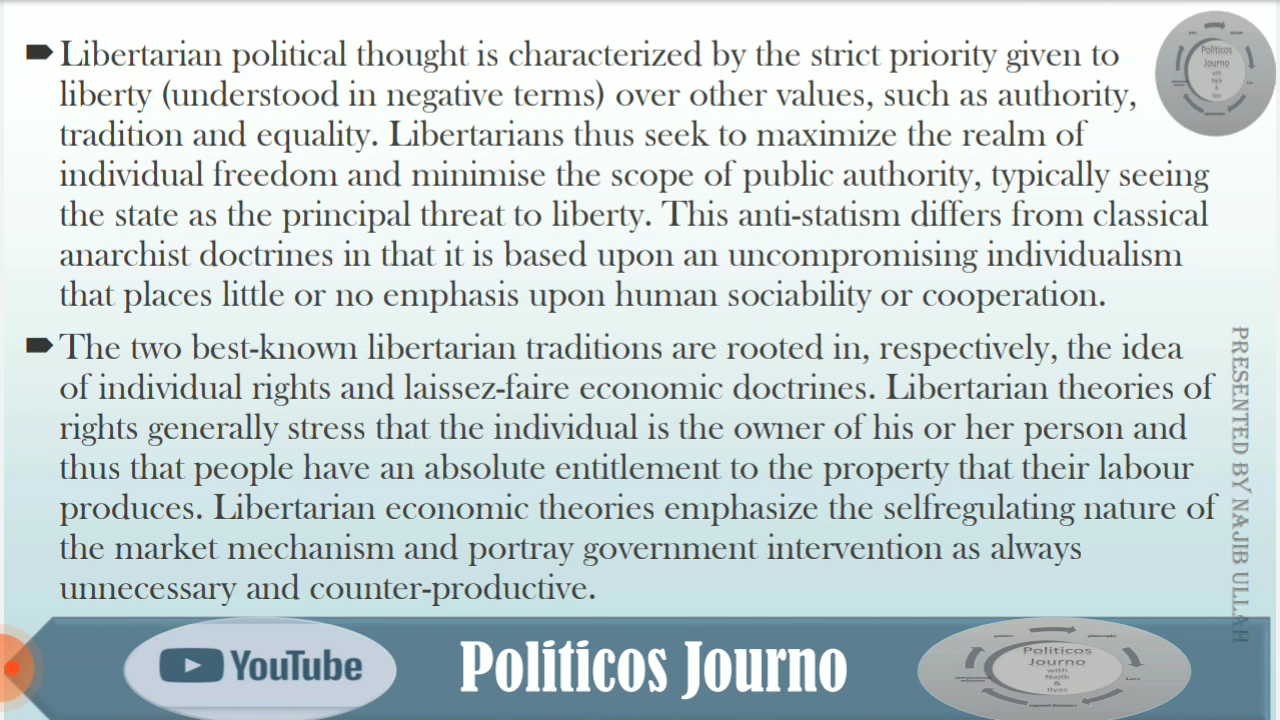 Libertarian political thought is characterized by the strict priority given to
liberty (understood in negative terms) over other values, such as authority,
tradition and equality. Libertarians thus seek to maximize the realm of
individual freedom and minimise the scope of public authority, typically seeing
the state as the principal threat to liberty. This anti-statism differs from classical
anarchist doctrines in that it is based upon an uncompromising individualism
that places little or no emphasis upon human sociability or cooperation.
The two best-known libertarian traditions are rooted in, respectively, the idea
of individual rights and laissez-faire economic doctrines. Libertarian theories of
rights generally stress that the individual is the owner of his or her person and
thus that people have an absolute entitlement to the property that their labour
produces. Libertarian economic theories emphasize the selfregulating nature of
the market mechanism and portray government intervention as always
unnecessary and counter-productive.
Politicos
Journo
with
Najib
&
Ilyas
PRESENTED BY NAJIB ULLAH
YouTube
Politicos Journo
Politicos
Journo
with
Najib
&
Ilyas